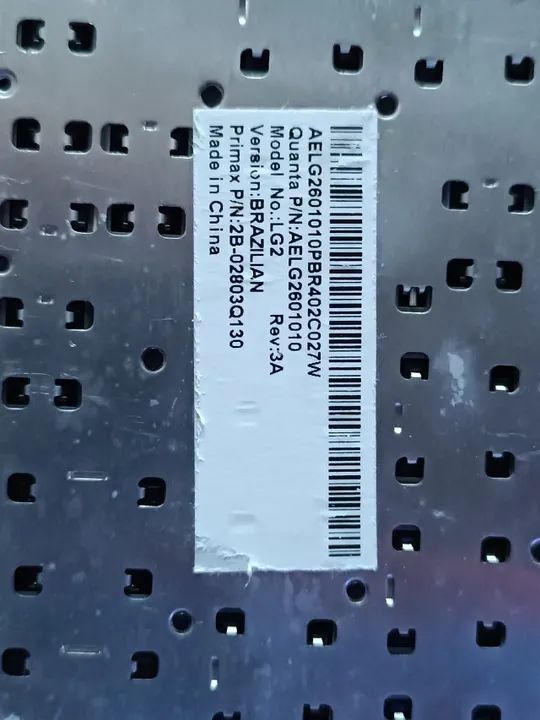 AELG2601010PBR402C027W
Quanta P/N:AELG2601010
Model No.:LG2 Rev:3A
Version:BRAZILIAN
Primax P/N:2B-02803Q130
Made in China